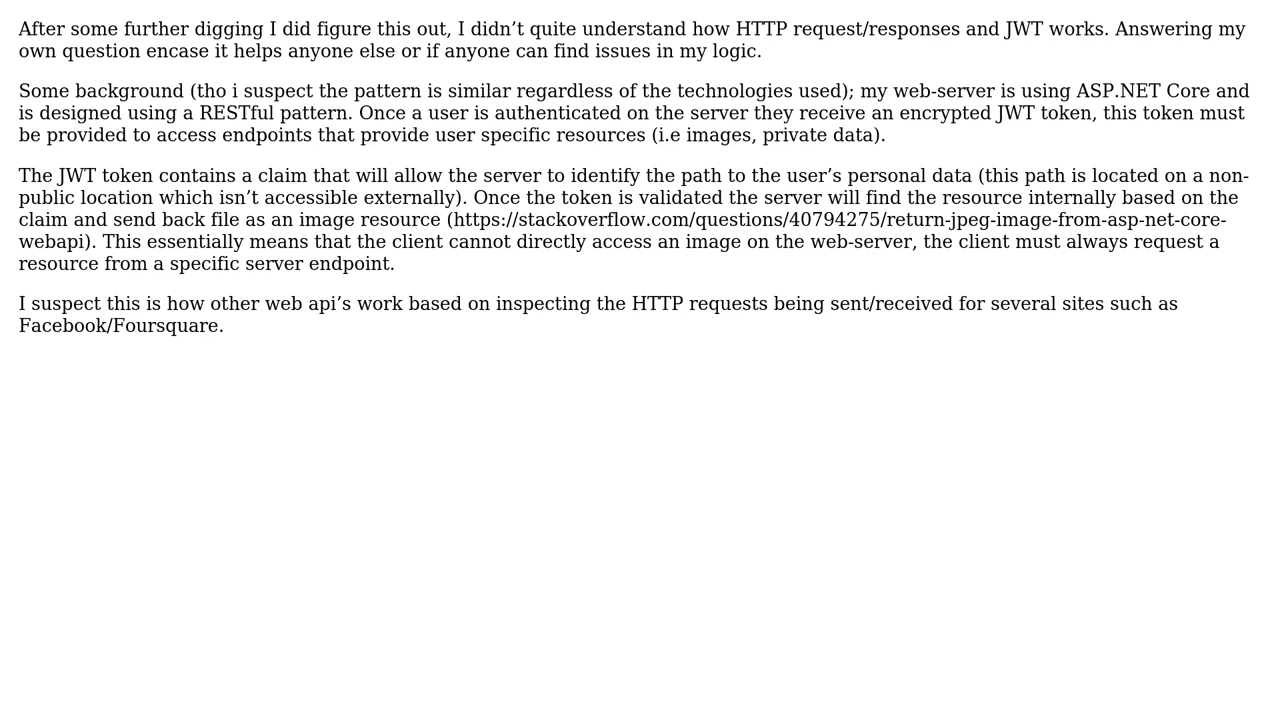 After some further digging I did figure this out, I didn’t quite understand how HTTP request/responses and JWT works. Answering my
own question encase it helps anyone else or if anyone can find issues in my logic.
Some background (tho i suspect the pattern is similar regardless of the technologies used); my web-server is using ASP.NET Core and
is designed using a RESTful pattern. Once a user is authenticated on the server they receive an encrypted JWT token, this token must
be provided to access endpoints that provide user specific resources (i.e images, private data).
The JWT token contains a claim that will allow the server to identify the path to the user’s personal data (this path is located on a non-
public location which isn’t accessible externally). Once the token is validated the server will find the resource internally based on the
claim and send back file as an image resource (https://stackoverflow.com/questions/40794275/return-jpeg-image-from-asp-net-core-
webapi). This essentially means that the client cannot directly access an image on the web-server, the client must always request a
resource from a specific server endpoint.
I suspect this is how other web api’s work based on inspecting the HTTP requests being sent/received for several sites such as
Facebook/Foursquare.